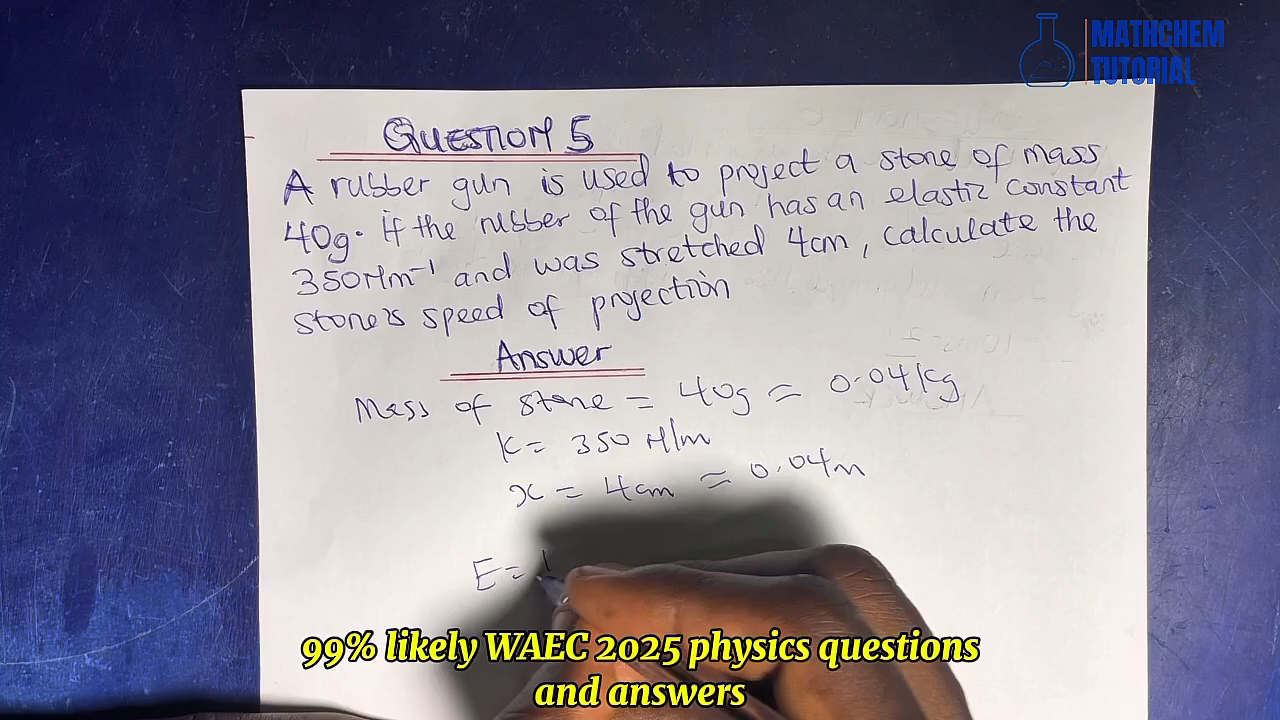 MATHCHEM
TUTORIAL
QUESTION 5
A rubber gun is used to project a stone of mass
40g. If the rubber of the gun has an elastic constant
350Nm⁻¹ and was stretched 4cm, calculate the
stone's speed of projection
Answer
Mass of stone = 40g = 0.04kg
K = 350 N/m
x = 4cm = 0.04m
E = 1
99% likely WAEC 2025 physics questions
and answers